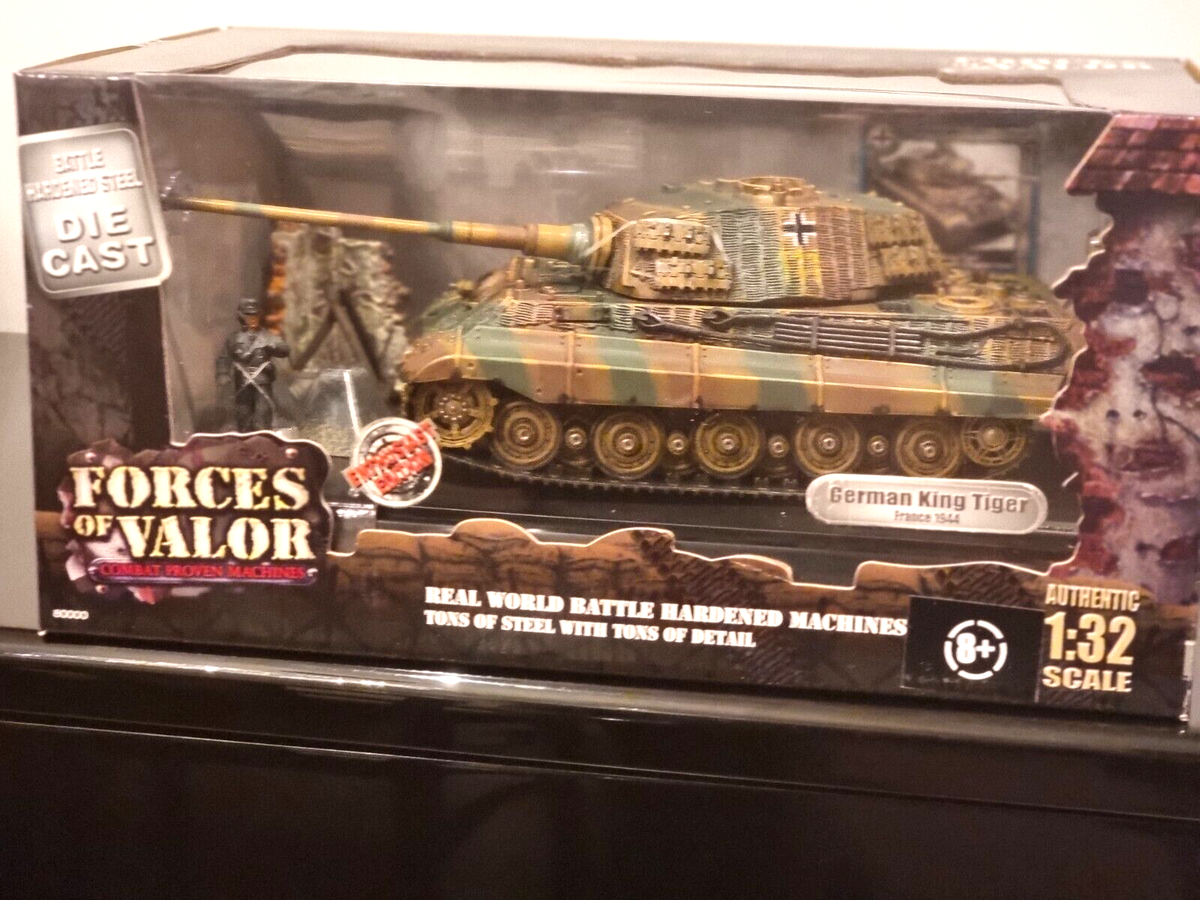 BATTLE
HARDENED STEEL
DIE
CAST
FORCES
OF VALOR
COMBAT PROVEN MACHINES
80000
German King Tiger
France 1944
REAL WORLD BATTLE HARDENED MACHINES
TONS OF STEEL WITH TONS OF DETAIL
8+
AUTHENTIC
1:32
SCALE